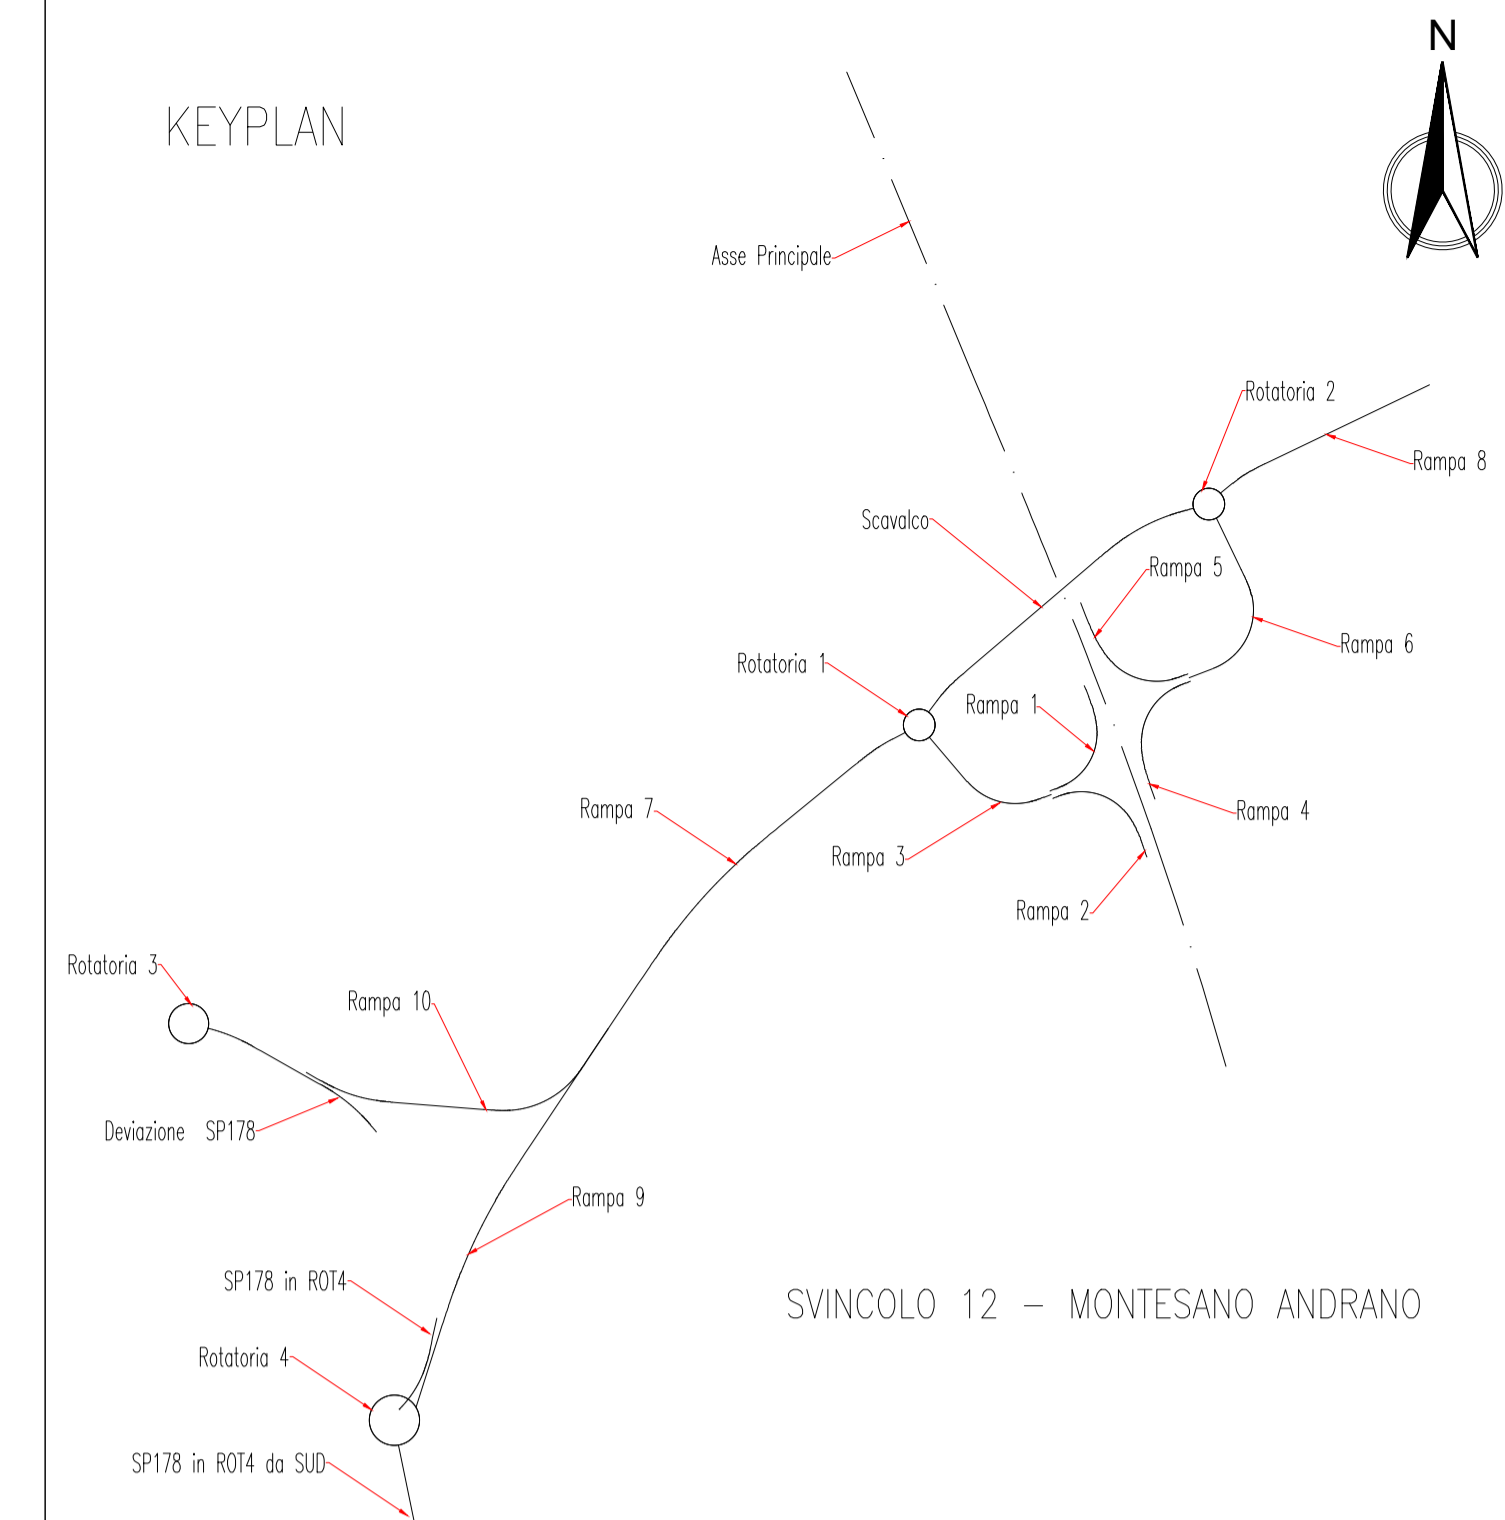 N
KEYPLAN
Asse Principale
Rotatoria 2
Rampa 8
Scavalco
Rampa 5
Rampa 6
Rotatoria 1
Rampa 1
Rampa 7
Rampa 4
Rampa 3
Rampa 2
Rotatoria 3
Rampa 10
Deviazione SP178
Rampa 9
SP178 in ROT4
SVINCOLO 12 - MONTESANO ANDRANO
Rotatoria 4
SP178 in ROT4 da SUD